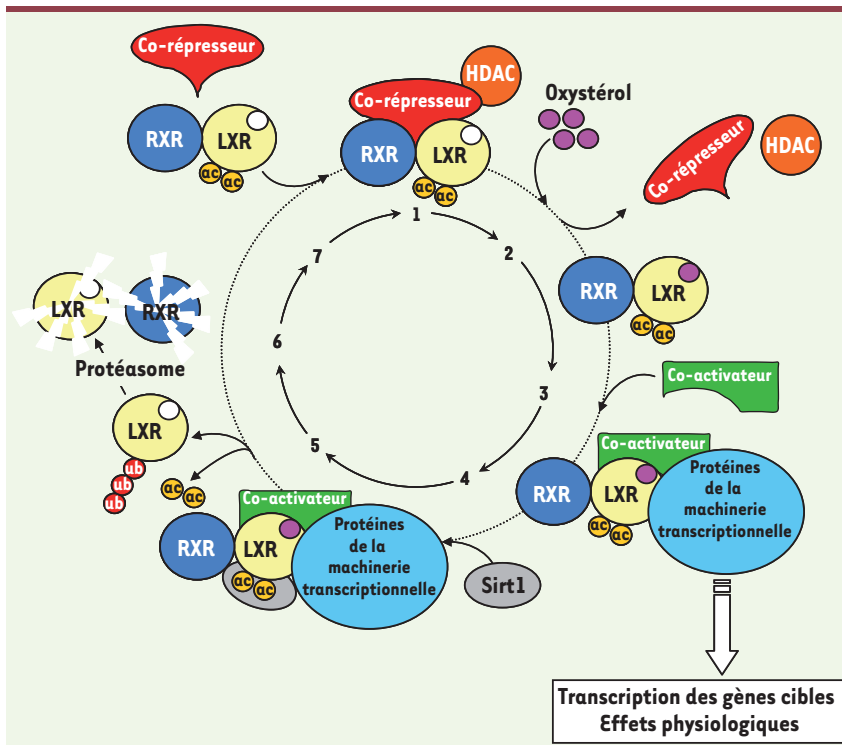 Co-répresseur
HDAC
Co-répresseur
Oxystérol
Co-répresseur
HDAC
RXR
LXR
ac
ac
RXR
LXR
ac
ac
1
2
7
RXR
LXR
ac
ac
LXR
RXR
6
3
Protéasome
Co-activateur
LXR
5
4
ub
ub
ub
ac
ac
Co-activateur
RXR
LXR
ac
ac
Protéines
de la
machinerie
transcriptionnelle
Co-activateur
RXR
LXR
ac
ac
Protéines
de la
machinerie
transcriptionnelle
Sirt1
Transcription des gènes cibles
Effets physiologiques